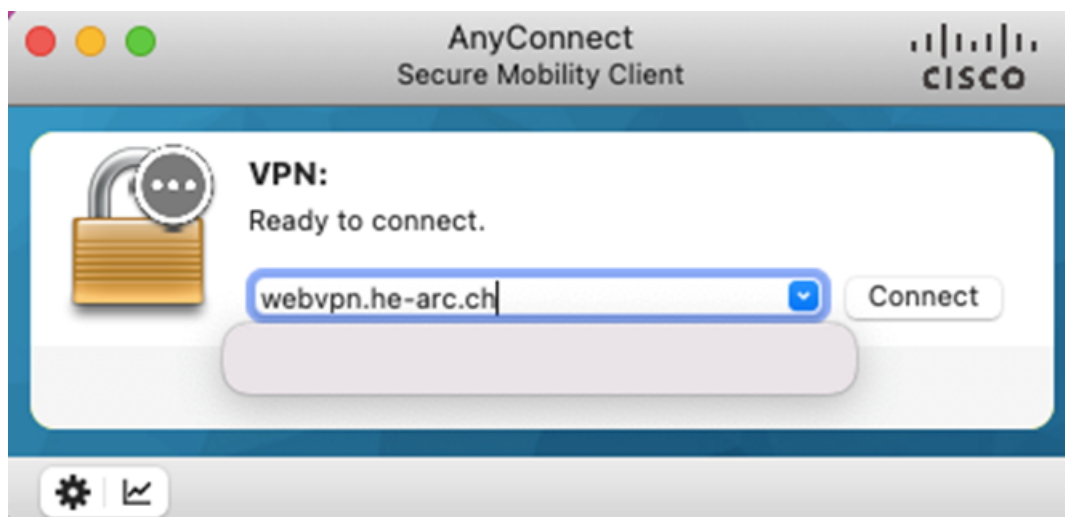 AnyConnect
Secure Mobility Client
CISCO
VPN:
Ready to connect.
webvpn.he-arc.ch
Connect